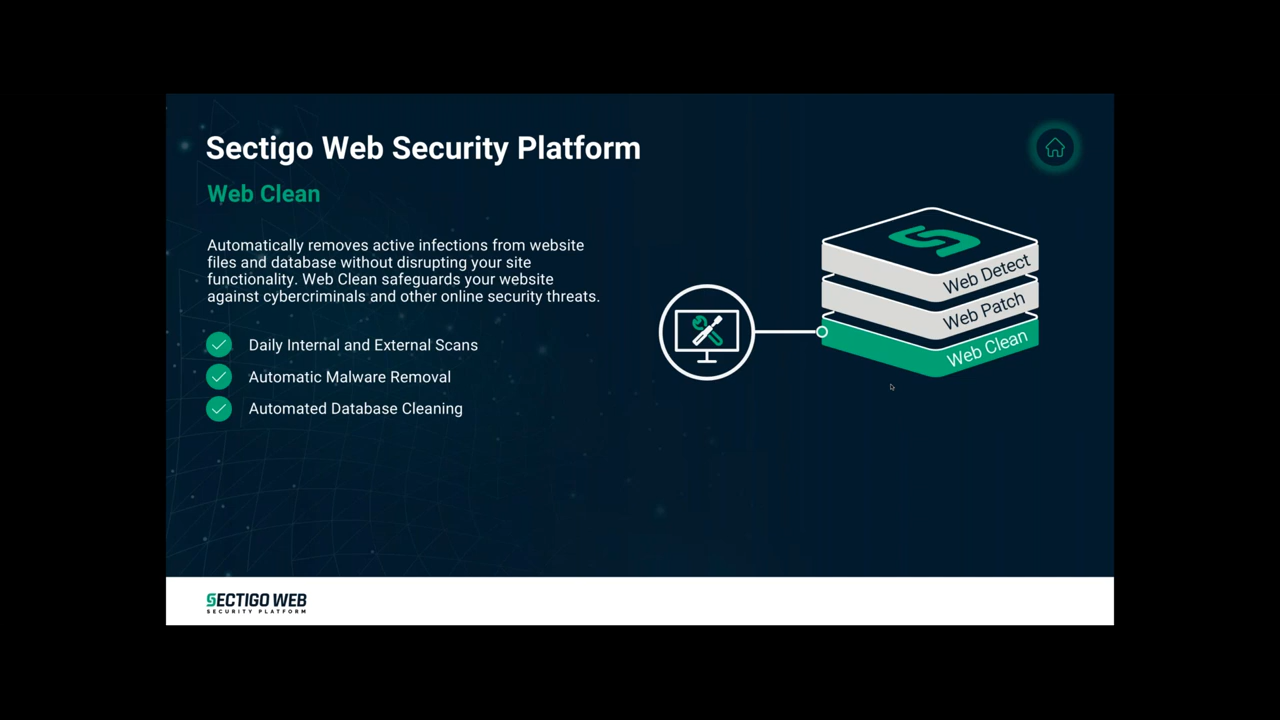 Sectigo Web Security Platform
Web Clean
Automatically removes active infections from website
files and database without disrupting your site
functionality. Web Clean safeguards your website
against cybercriminals and other online security threats.
Daily Internal and External Scans
Automatic Malware Removal
Automated Database Cleaning
Web Detect
Web Patch
Web Clean
SECTIGO WEB
SECURITY PLATFORM